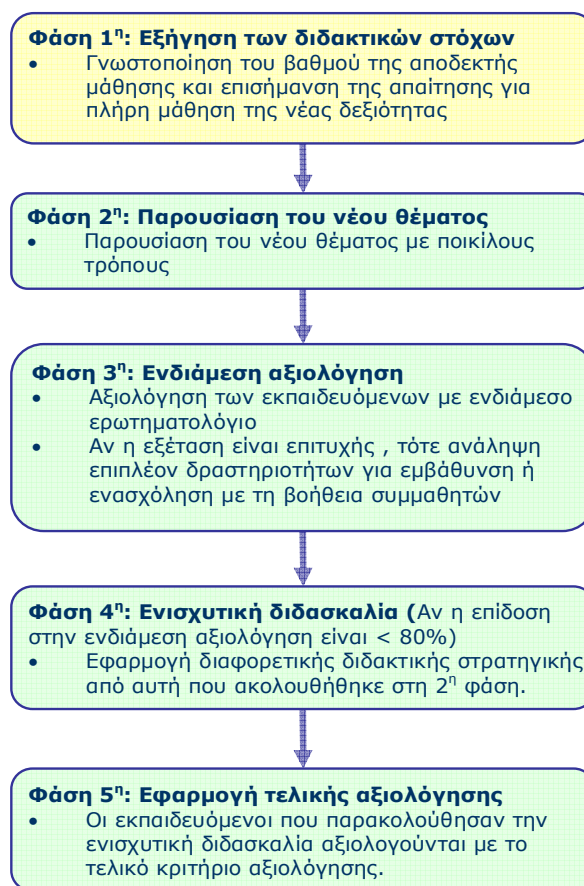 Φάση 1η: Εξήγηση των διδακτικών στόχων
• Γνωστοποίηση του βαθμού της αποδεκτής
μάθησης και επισήμανση της απαίτησης για
πλήρη μάθηση της νέας δεξιότητας
Φάση 2η: Παρουσίαση του νέου θέματος
• Παρουσίαση του νέου θέματος με ποικίλους
τρόπους
Φάση 3η: Ενδιάμεση αξιολόγηση
• Αξιολόγηση των εκπαιδευόμενων με ενδιάμεσο
ερωτηματολόγιο
• Αν η εξέταση είναι επιτυχής , τότε ανάληψη
επιπλέον δραστηριοτήτων για εμβάθυνση ή
ενασχόληση με τη βοήθεια συμμαθητών
Φάση 4η: Ενισχυτική διδασκαλία (Αν η επίδοση
στην ενδιάμεση αξιολόγηση είναι < 80%)
• Εφαρμογή διαφορετικής διδακτικής στρατηγικής
από αυτή που ακολουθήθηκε στη 2η φάση.
Φάση 5η: Εφαρμογή τελικής αξιολόγησης
• Οι εκπαιδευόμενοι που παρακολούθησαν την
ενισχυτική διδασκαλία αξιολογούνται με το
τελικό κριτήριο αξιολόγησης.